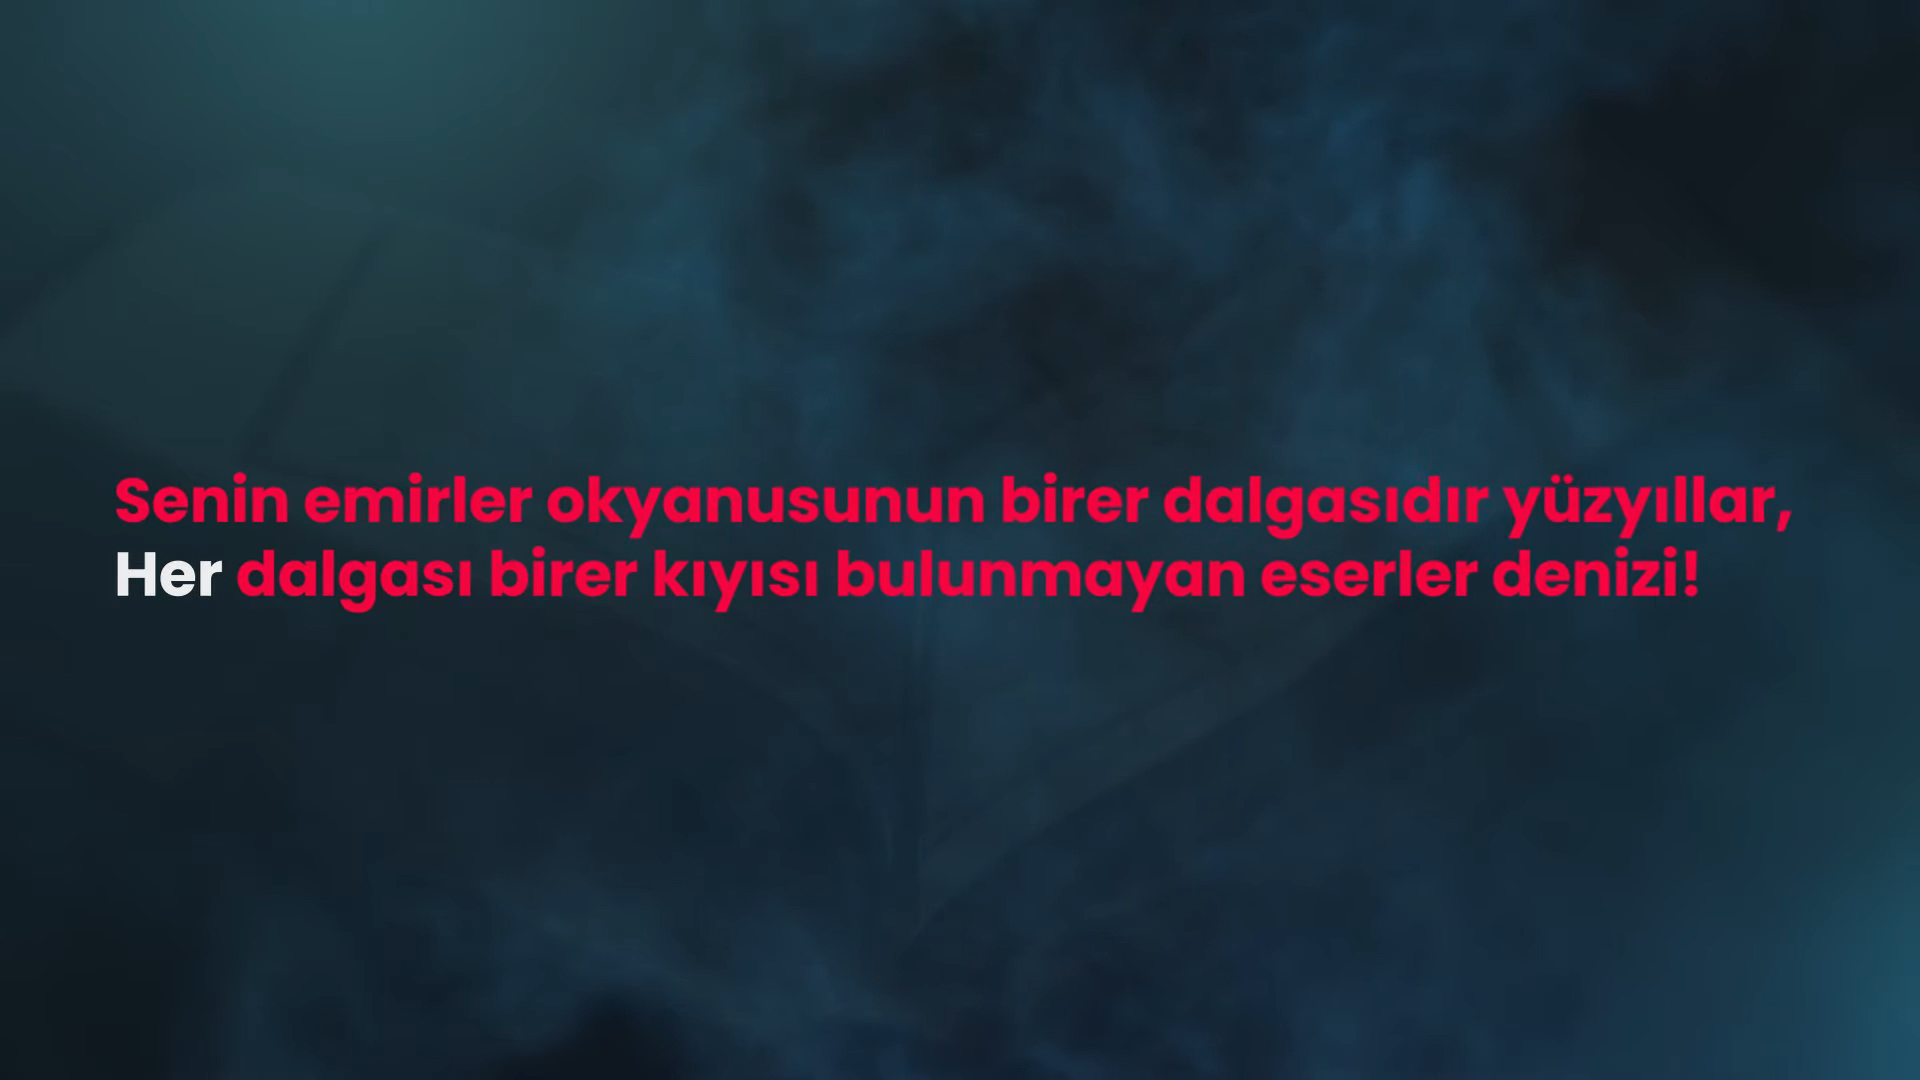 Senin emirler okyanusunun birer dalgasıdır yüzyıllar,
Her dalgası birer kıyısı bulunmayan eserler denizi!